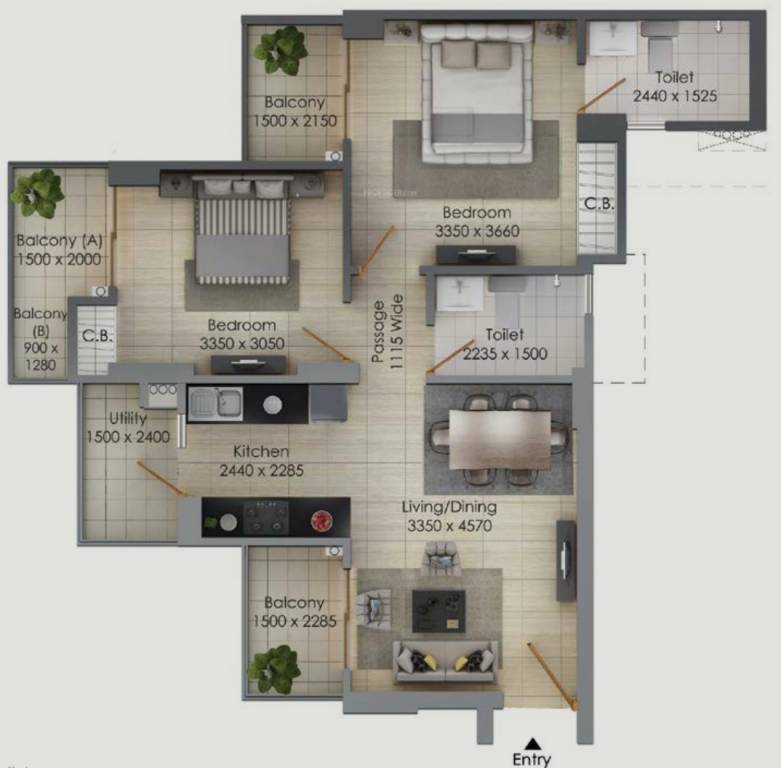 Toilet
2440 x 1525
Balcony
1500 x 2150
C.B.
Bedroom
3350 x 3660
Balcony (A)
1500 x 2000
Balcony
(B)
900 x
1280
C.B.
Bedroom
3350 x 3050
Passage
1115 Wide
Toilet
2235 x 1500
Utility
1500 x 2400
Kitchen
2440 x 2285
Living/Dining
3350 x 4570
Balcony
1500 x 2285
Entry